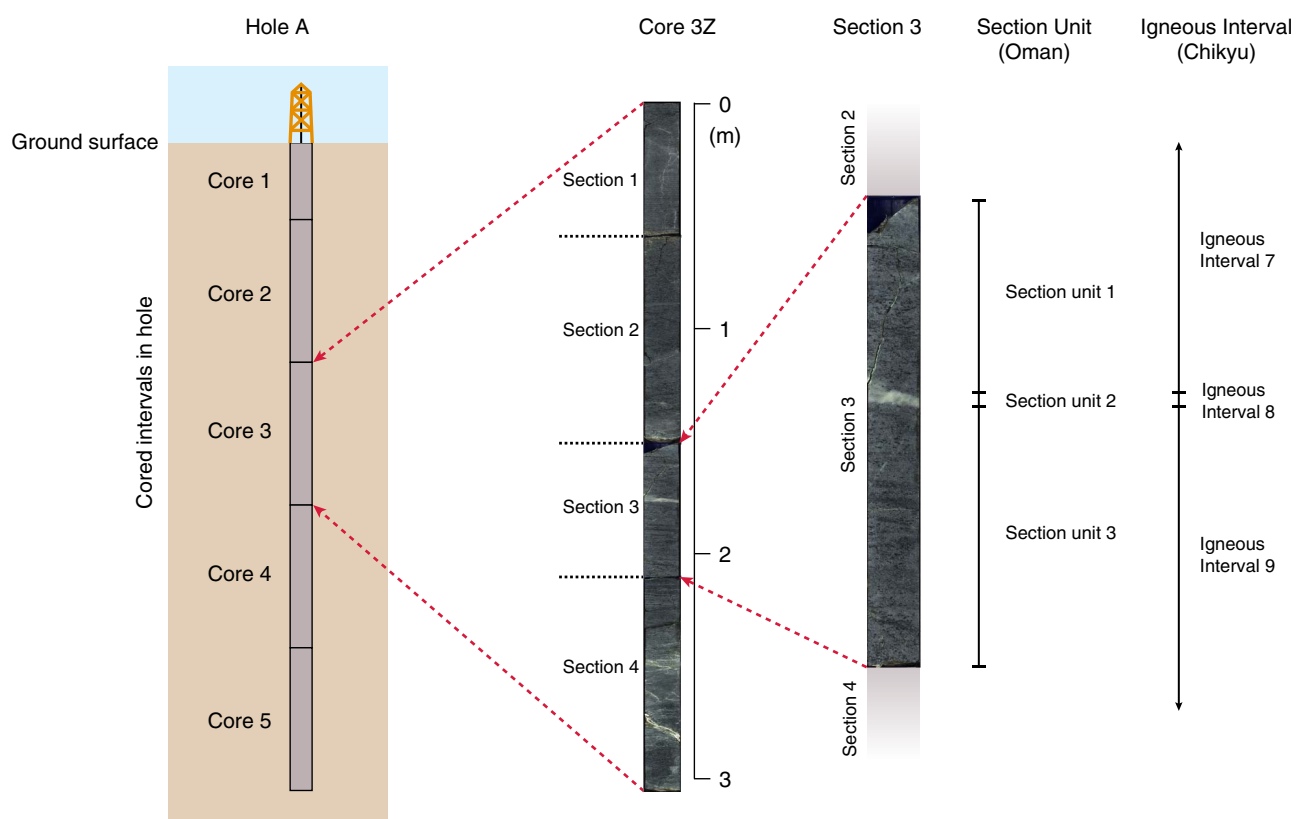 Hole A
Core 3Z
Section 3
Section Unit
(Oman)
Igneous Interval
(Chikyu)
Ground surface
Cored intervals in hole
Core 1
Core 2
Core 3
Core 4
Core 5
Section 1
Section 2
Section 3
Section 4
0
(m)
1
2
3
Section 2
Section 3
Section 4
Section unit 1
Section unit 2
Section unit 3
Igneous
Interval 7
Igneous
Interval 8
Igneous
Interval 9